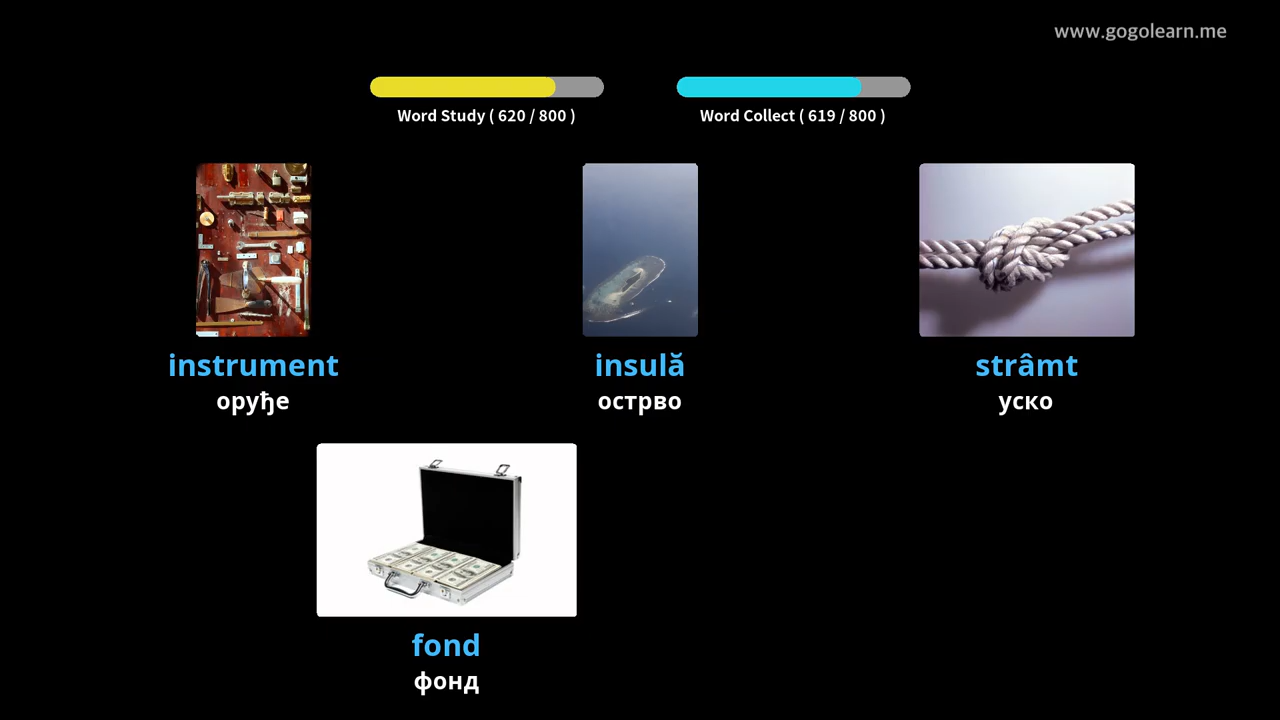 www.gogolearn.me
Word Study ( 620 / 800 )
Word Collect ( 619 / 800 )
instrument
оруђе
insulă
острво
strâmt
уско
fond
фонд